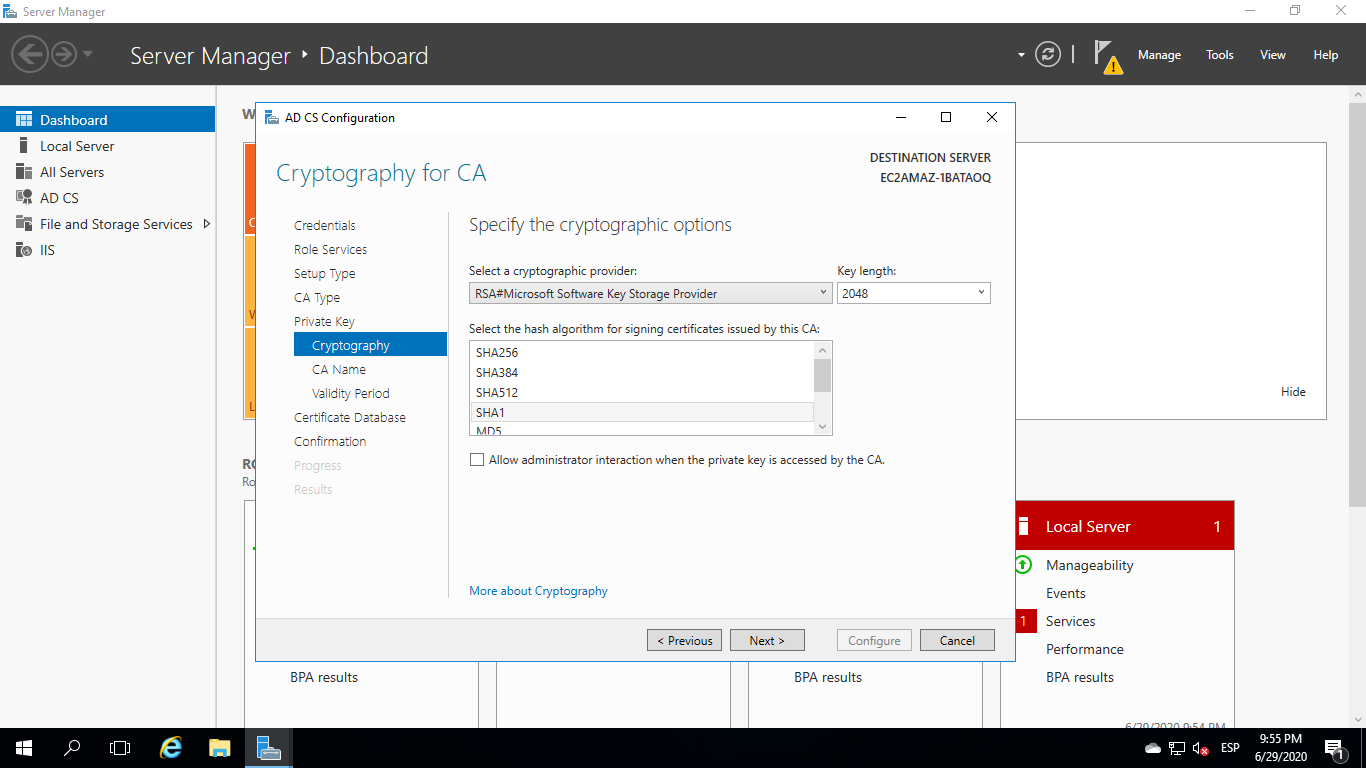 Server Manager
Server Manager
Dashboard
Manage
Tools
View
Help
Dashboard
Local Server
All Servers
AD CS
File and Storage Services
IIS
AD CS Configuration
Cryptography for CA
DESTINATION SERVER
EC2AMAZ-1BATAOQ
Credentials
Role Services
Setup Type
CA Type
Private Key
Cryptography
CA Name
Validity Period
Certificate Database
Confirmation
Progress
Results
Specify the cryptographic options
Select a cryptographic provider:
Key length:
RSA#Microsoft Software Key Storage Provider
2048
Select the hash algorithm for signing certificates issued by this CA:
SHA256
SHA384
SHA512
SHA1
MD5
Allow administrator interaction when the private key is accessed by the CA.
More about Cryptography
< Previous
Next >
Configure
Cancel
Hide
Local Server
1
Manageability
Events
1
Services
Performance
BPA results
BPA results
BPA results
6/29/2020 9:54 PM
ESP
9:55 PM
6/29/2020
1